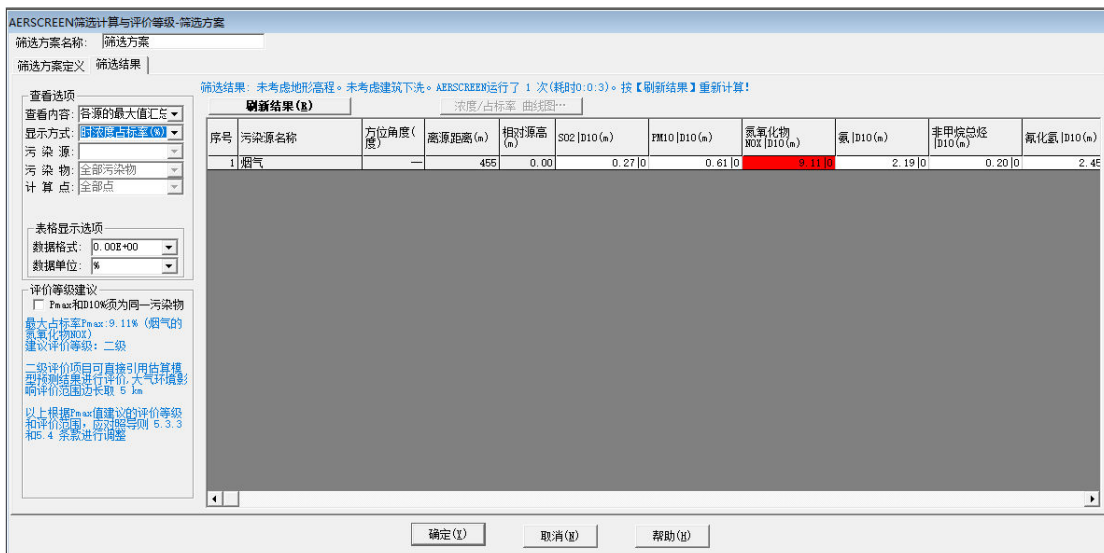 AERSCREEN筛选计算与评价等级-筛选方案
筛选方案名称: 筛选方案
筛选方案定义 筛选结果
筛选结果: 未考虑地形高程。未考虑建筑下洗。AERSCREEN运行了 1 次(耗时0:0:3)。按【刷新结果】重新计算!
刷新结果(R) 浓度/占标率 曲线图…
查看选项
查看内容: 各源的最大值汇总
显示方式: 时浓度占标率(%)
污 染 源:
污 染 物: 全部污染物
计 算 点: 全部点
表格显示选项
数据格式: 0.00E+00
数据单位: %
评价等级建议
Pmax和D10%须为同一污染物
最大占标率Pmax:9.11% (烟气的
氮氧化物NOX)
建议评价等级: 二级
二级评价项目可直接引用估算模
型预测结果进行评价,大气环境影
响评价范围边长取 5 km
以上根据Pmax值建议的评价等级
和评价范围,应对照导则 5.3.3
和5.4 条款进行调整
序号 污染源名称 方位角度(度) 离源距离(m) 相对源高(m) SO2|D10(m) PM10|D10(m) 氮氧化物NOX|D10(m) 氨|D10(m) 非甲烷总烃|D10(m) 氟化氢|D10(m)
1 烟气 — 455 0.00 0.27|0 0.61|0 9.11|0 2.19|0 0.20|0 2.45
确定(Y) 取消(N) 帮助(H)